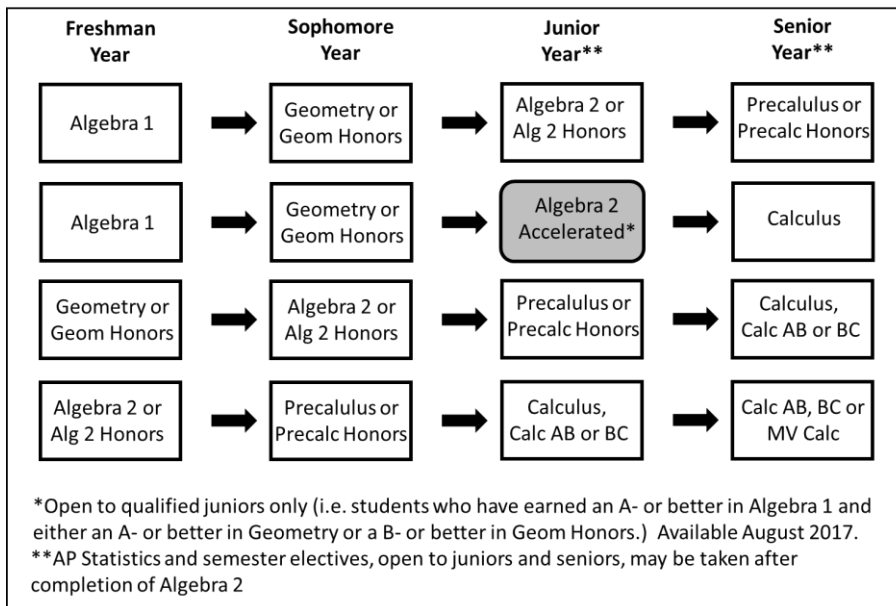 Freshman Year
Sophomore Year
Junior Year**
Senior Year**
Algebra 1
Geometry or
Geom Honors
Algebra 2 or
Alg 2 Honors
Precalulus or
Precalc Honors
Algebra 1
Geometry or
Geom Honors
Algebra 2
Accelerated*
Calculus
Geometry or
Geom Honors
Algebra 2 or
Alg 2 Honors
Precalulus or
Precalc Honors
Calculus,
Calc AB or BC
Algebra 2 or
Alg 2 Honors
Precalulus or
Precalc Honors
Calculus,
Calc AB or BC
Calc AB, BC or
MV Calc
*Open to qualified juniors only (i.e. students who have earned an A- or better in Algebra 1 and
either an A- or better in Geometry or a B- or better in Geom Honors.) Available August 2017.
**AP Statistics and semester electives, open to juniors and seniors, may be taken after
completion of Algebra 2